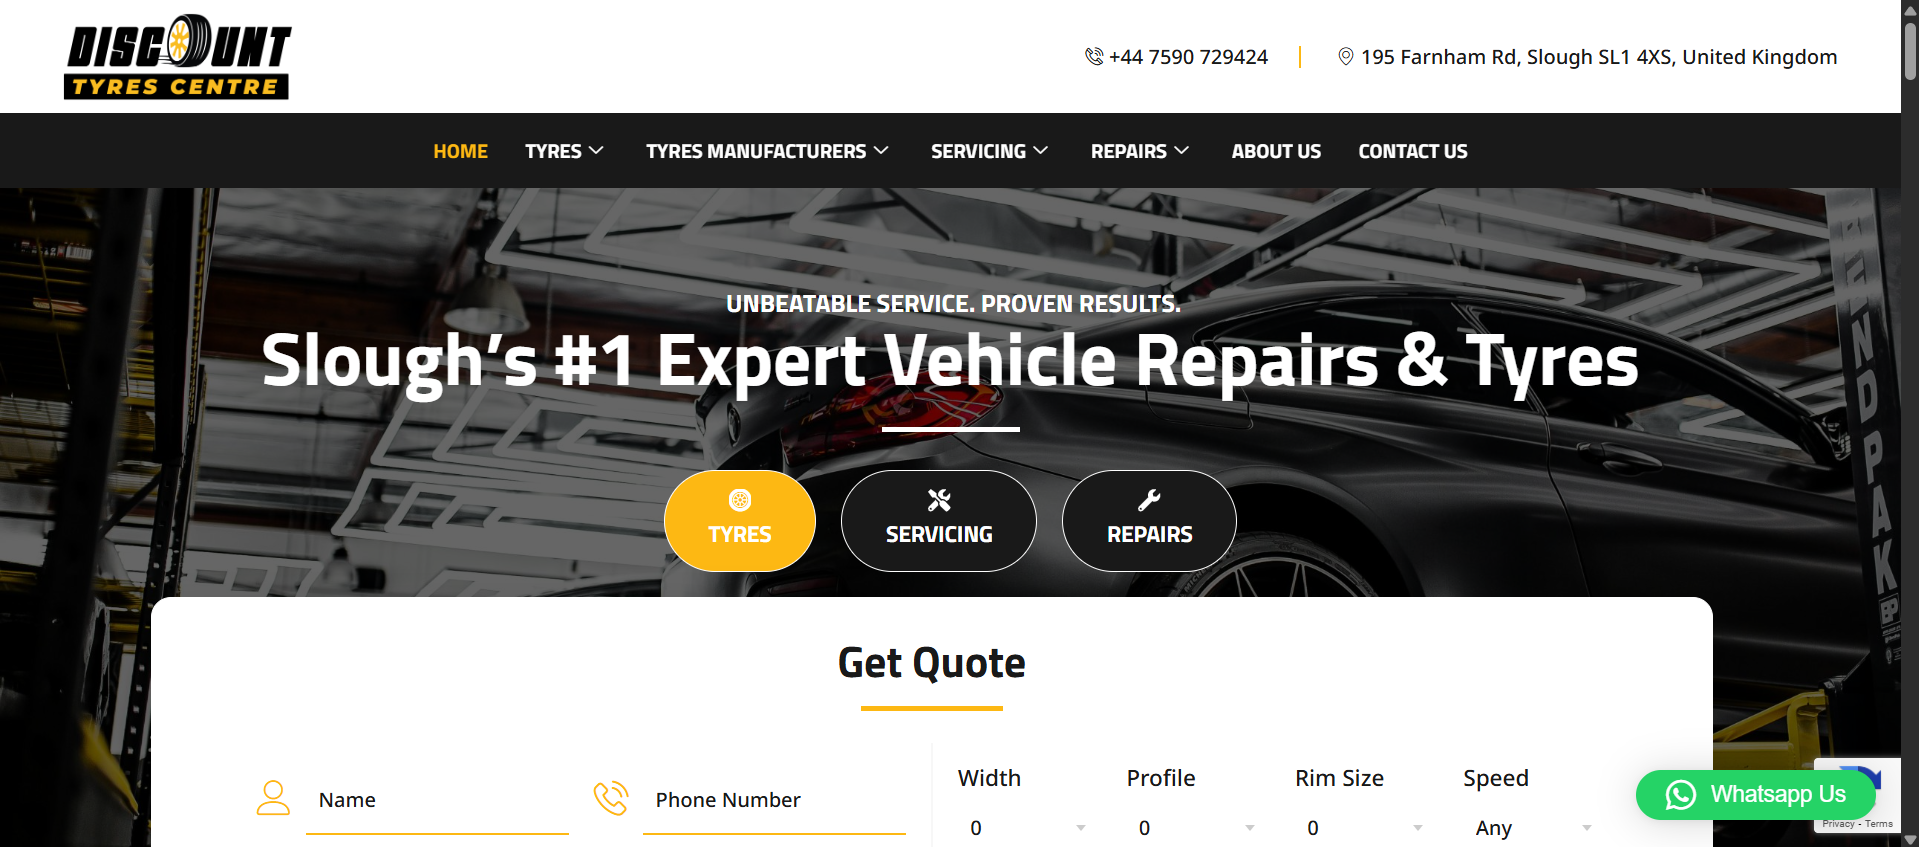 DISCOUNT
TYRES CENTRE
+44 7590 729424
195 Farnham Rd, Slough SL1 4XS, United Kingdom
HOME
TYRES
TYRES MANUFACTURERS
SERVICING
REPAIRS
ABOUT US
CONTACT US
UNBEATABLE SERVICE. PROVEN RESULTS.
Slough’s #1 Expert Vehicle Repairs & Tyres
TYRES
SERVICING
REPAIRS
BENDPAK
Get Quote
Name
Phone Number
Width
Profile
Rim Size
Speed
0
0
0
Any
Whatsapp Us
Privacy - Terms